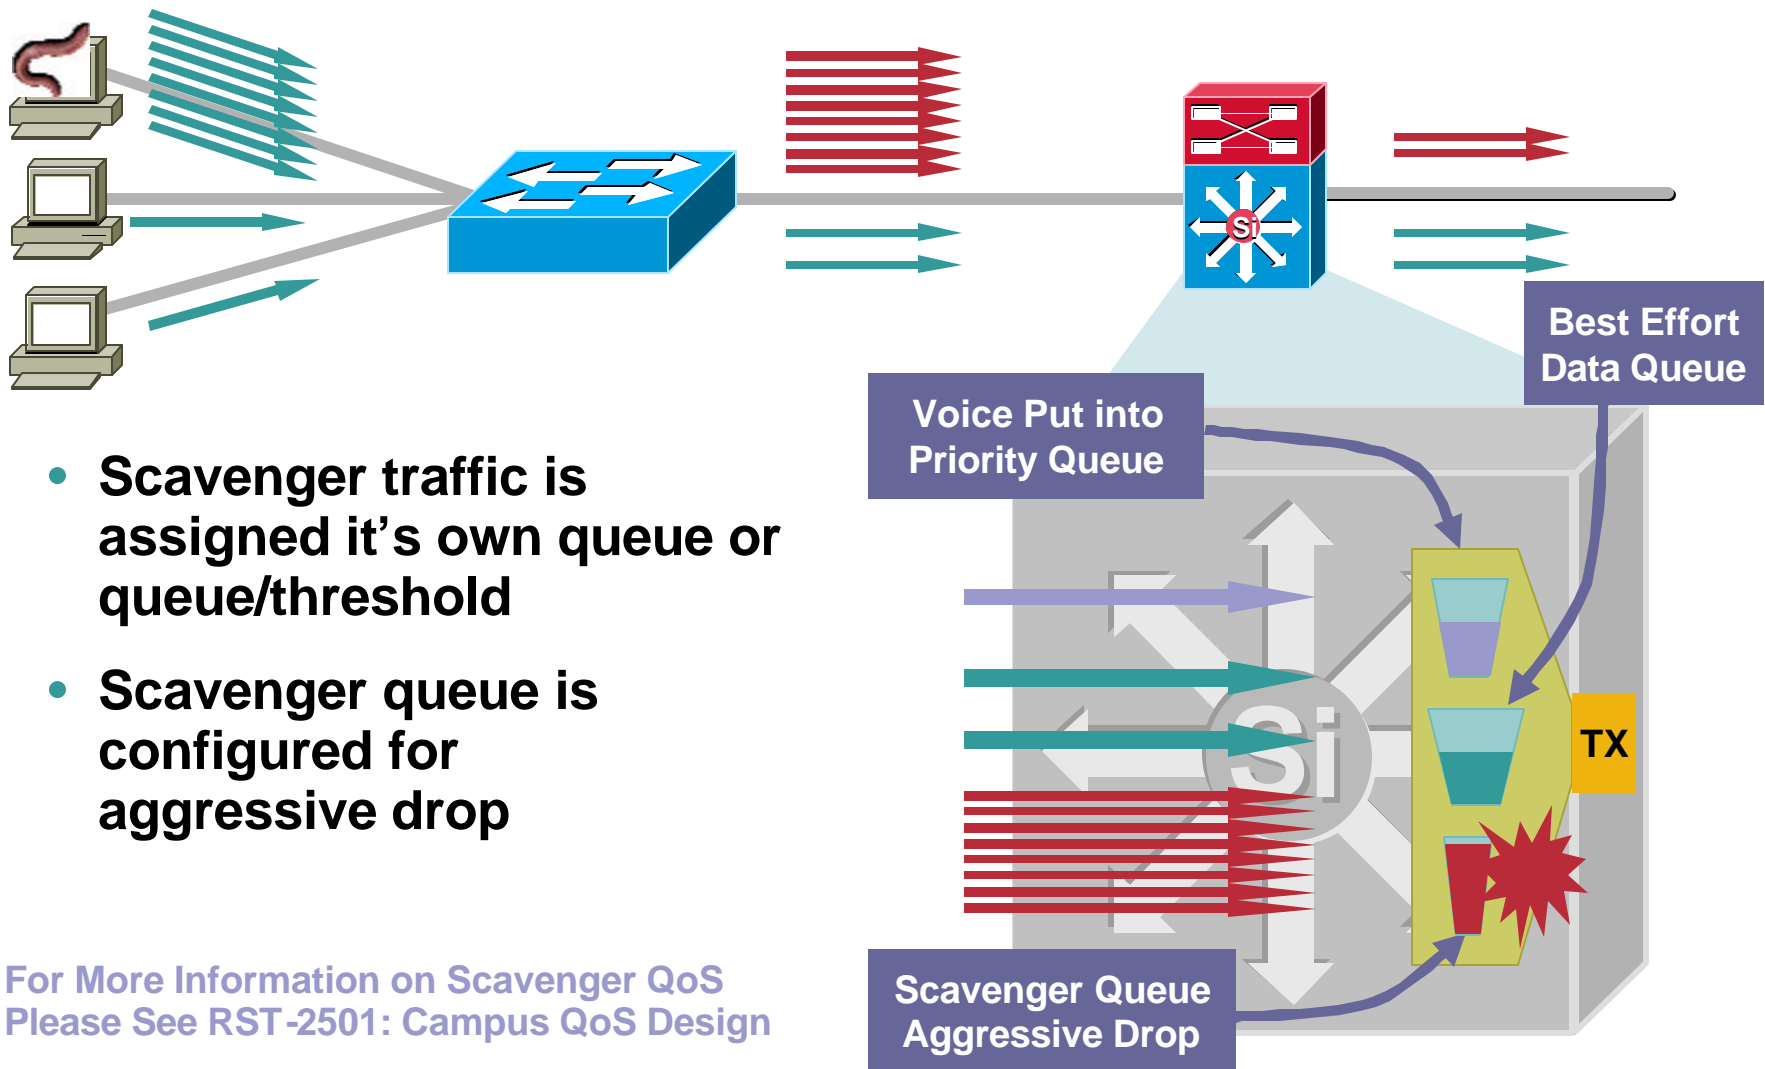 Si
Best Effort
Data Queue
Voice Put into
Priority Queue
• Scavenger traffic is
assigned it's own queue or
queue/threshold
• Scavenger queue is
configured for
aggressive drop
Si
TX
Scavenger Queue
Aggressive Drop
For More Information on Scavenger QoS
Please See RST-2501: Campus QoS Design